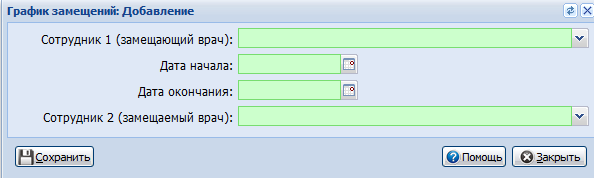 График замещений: Добавление
Сотрудник 1 (замещающий врач):
Дата начала:
Дата окончания:
Сотрудник 2 (замещаемый врач):
Сохранить Помощь Закрыть